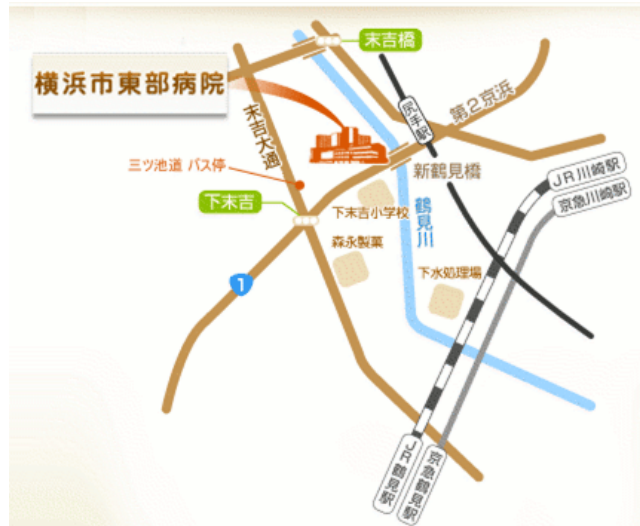 末吉橋
横浜市東部病院
末吉大通
尻手駅
第2京浜
三ツ池道 バス停
新鶴見橋
JR川崎駅
京急川崎駅
下末吉
下末吉小学校
鶴見川
森永製菓
下水処理場
1
JR鶴見駅
京急鶴見駅